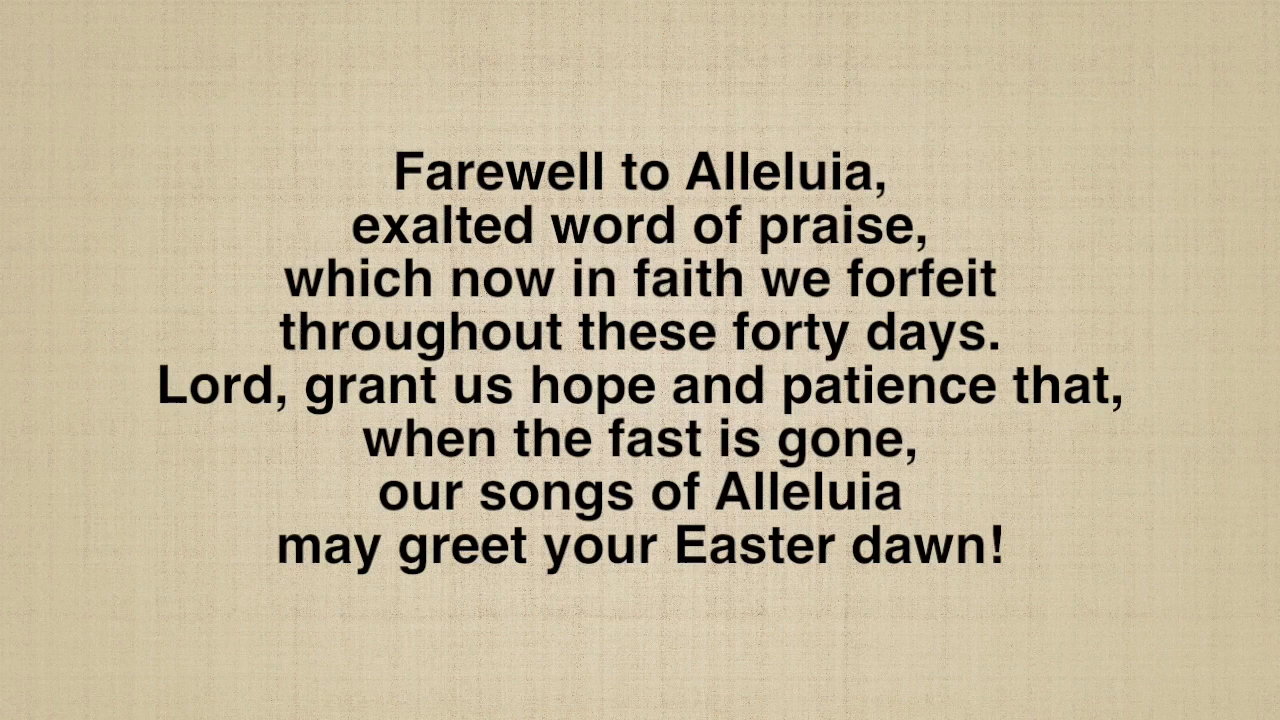 Farewell to Alleluia,
exalted word of praise,
which now in faith we forfeit
throughout these forty days.
Lord, grant us hope and patience that,
when the fast is gone,
our songs of Alleluia
may greet your Easter dawn!